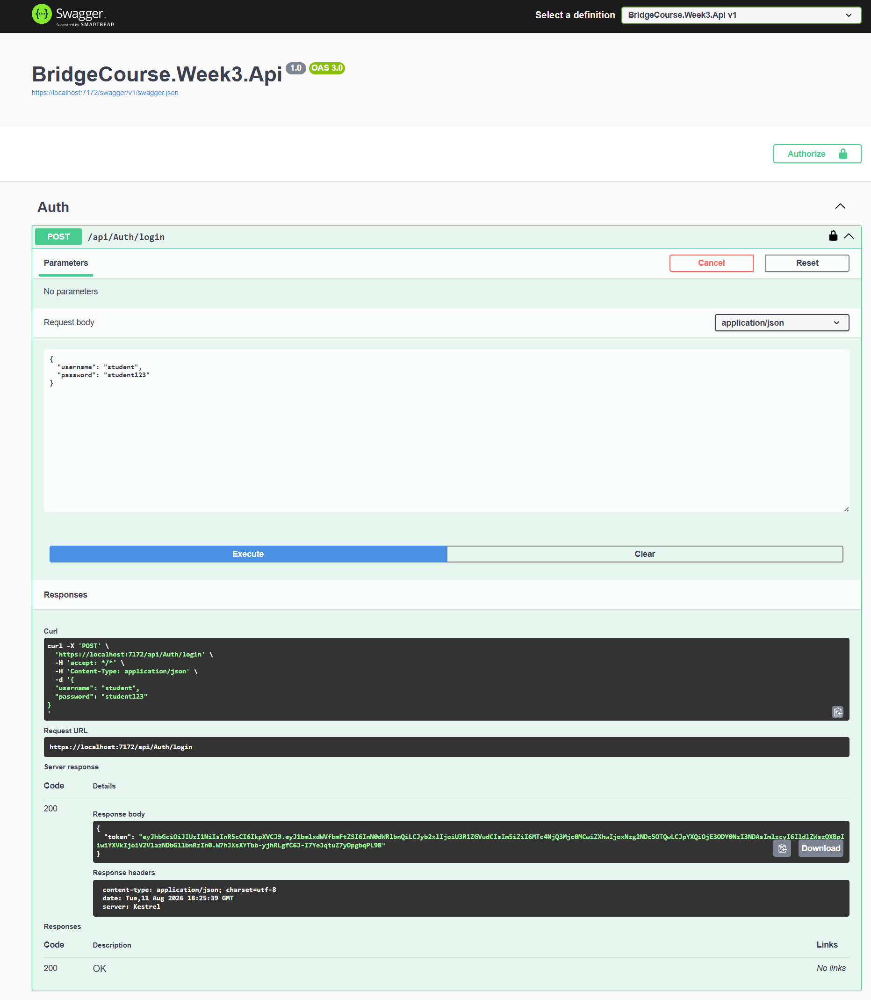 Swagger
Supported by SMARTBEAR
Select a definition
BridgeCourse.Week3.Api v1
BridgeCourse.Week3.Api 1.0 OAS 3.0
https://localhost:7172/swagger/v1/swagger.json
Authorize
Auth
POST /api/Auth/login
Parameters
Cancel
Reset
No parameters
Request body
application/json
{
  "username": "student",
  "password": "student123"
}
Execute
Clear
Responses
Curl
curl -X 'POST' \
  'https://localhost:7172/api/Auth/login' \
  -H 'accept: */*' \
  -H 'Content-Type: application/json' \
  -d '{
  "username": "student",
  "password": "student123"
}
'
Request URL
https://localhost:7172/api/Auth/login
Server response
Code Details
200
Response body
{
  "token": "eyJhbGciOiJIUzI1NiIsInR5cCI6IkpXVCJ9.eyJ1bmlxdWVfbmFtZSI6InN0dWRlbnQiLCJyb2xlIjoiU3R1ZGVudCIsIm5iZiI6MTc4NjQ3Mjc0MCwiZXhwIjoxNzg2NDc5OTQwLCJpYXQiOjE3ODY0NzI3NDAsImlzcyI6IldlZWszQXBpI
iwiYXVkIjoiV2VlazNDbGllbnRzIn0.W7hJXsXYTbb-yjhRLgfC6J-I7YeJqtuZ7yDpgbqPL98"
}
Download
Response headers
content-type: application/json; charset=utf-8
date: Tue,11 Aug 2026 18:25:39 GMT
server: Kestrel
Responses
Code Description Links
200 OK No links